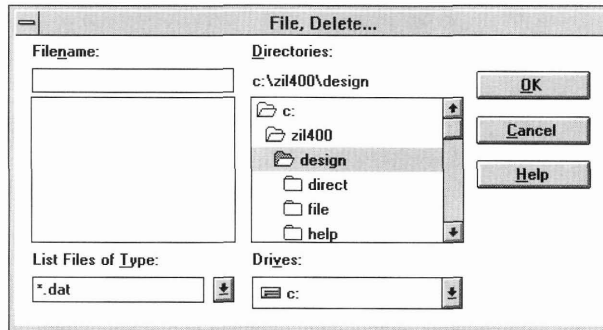 File, Delete...
Filename:
Directories:
c:\zil400\design
c:
zil400
design
direct
file
help
OK
Cancel
Help
List Files of Type:
*.dat
Drives:
c: